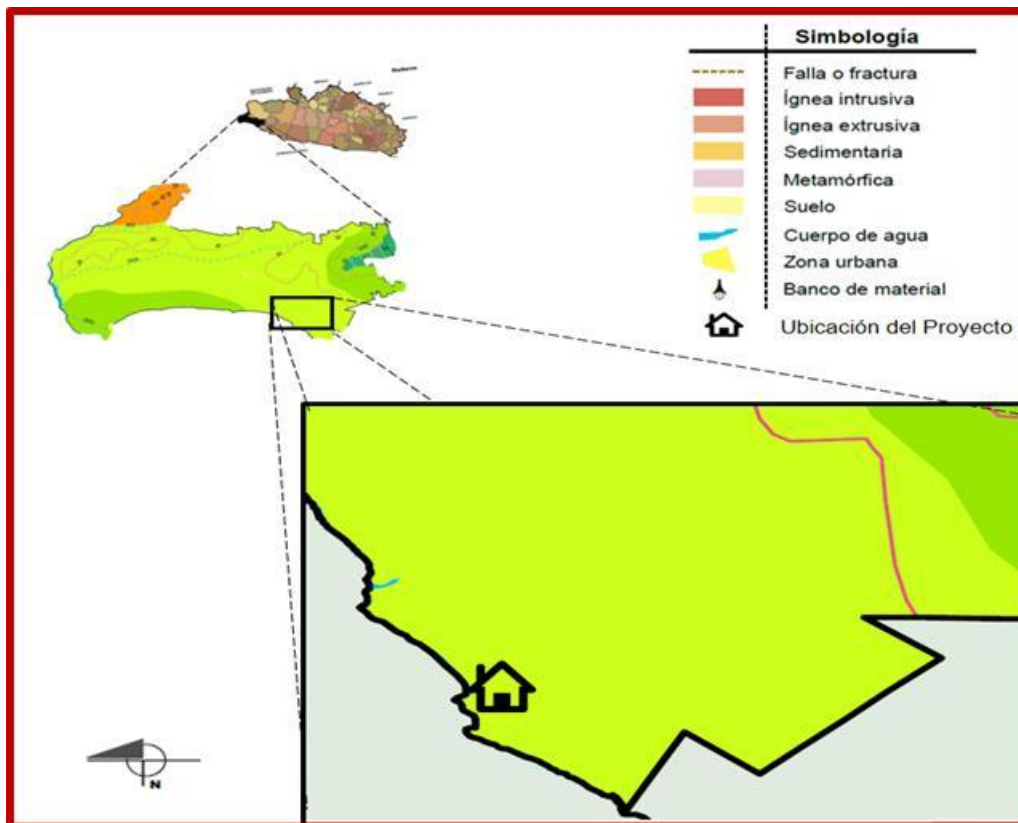 Simbología
Falla o fractura
Ígnea intrusiva
Ígnea extrusiva
Sedimentaria
Metamórfica
Suelo
Cuerpo de agua
Zona urbana
Banco de material
Ubicación del Proyecto
N